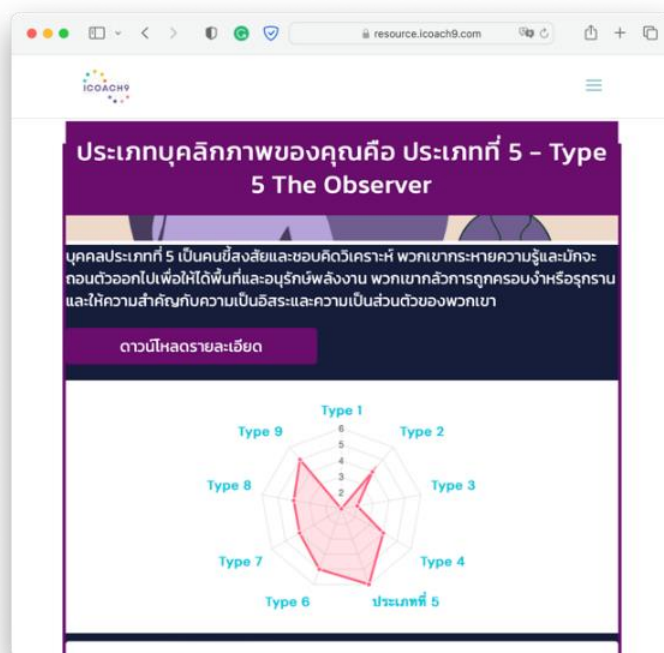 resource.icoach9.com
ICOACH9
ประเภทบุคลิกภาพของคุณคือ ประเภทที่ 5 – Type
5 The Observer
บุคคลประเภทที่ 5 เป็นคนขี้สงสัยและชอบคิดวิเคราะห์ พวกเขากระหายความรู้และมักจะ
ถอนตัวออกไปเพื่อให้ได้พื้นที่และอนุรักษ์พลังงาน พวกเขากลัวการถูกครอบงำหรือรุกราน
และให้ความสำคัญกับความเป็นอิสระและความเป็นส่วนตัวของพวกเขา
ดาวน์โหลดรายละเอียด
Type 1
Type 9
Type 2
6
5
4
3
2
Type 8
Type 3
Type 7
Type 4
Type 6
ประเภทที่ 5